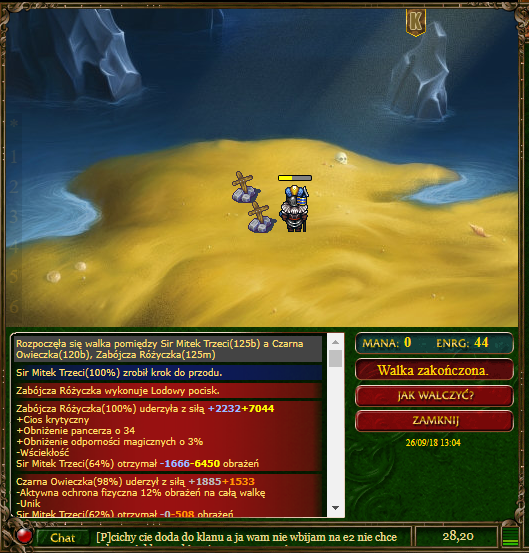 K
Rozpoczęła się walka pomiędzy Sir Mitek Trzeci(125b) a Czarna
Owieczka(120b), Zabójcza Różyczka(125m)
Sir Mitek Trzeci(100%) zrobił krok do przodu.
Zabójcza Różyczka wykonuje Lodowy pocisk.
Zabójcza Różyczka(100%) uderzyła z siłą +2232+7044
+Cios krytyczny
+Obniżenie pancerza o 34
+Obniżenie odporności magicznych o 3%
-Wściekłość
Sir Mitek Trzeci(64%) otrzymał -1666-6450 obrażeń
Czarna Owieczka(98%) uderzył z siłą +1885+1533
-Aktywna ochrona fizyczna 12% obrażeń na całą walkę
-Unik
Sir Mitek Trzeci(62%) otrzymał -0-508 obrażeń
MANA: 0 ENRG: 44
Walka zakończona.
JAK WALCZYĆ?
ZAMKNIJ
26/09/18 13:04
Chat
[P]cichy cie doda do klanu a ja wam nie wbijam na e2 nie chce
28,20